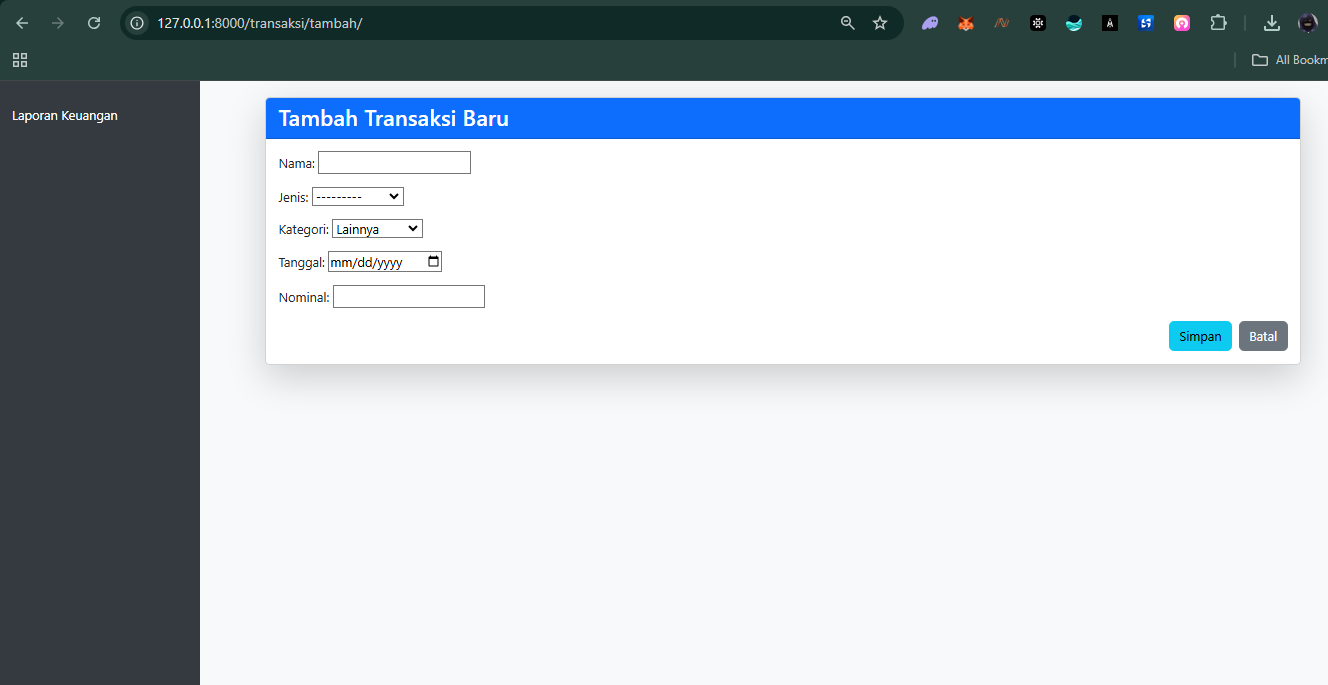 127.0.0.1:8000/transaksi/tambah/
All Bookm
Laporan Keuangan
Tambah Transaksi Baru
Nama:
Jenis: ---------
Kategori: Lainnya
Tanggal: mm/dd/yyyy
Nominal:
Simpan Batal